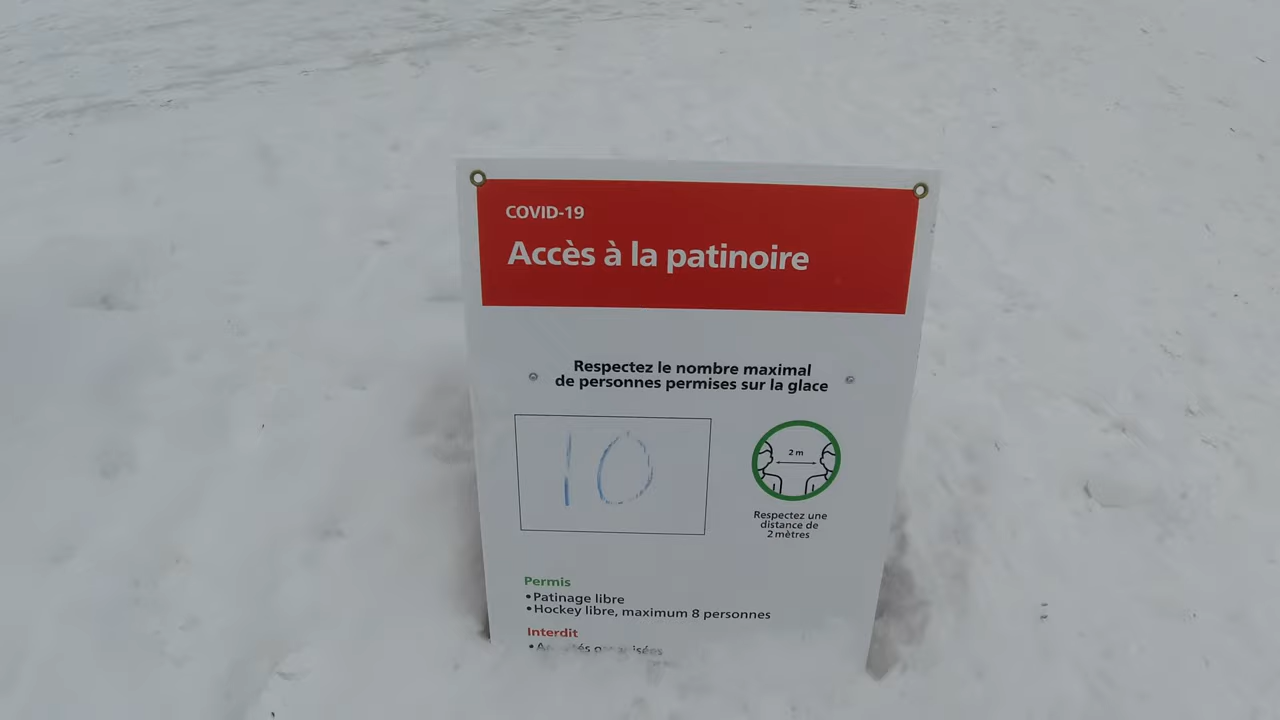 COVID-19
Accès à la patinoire
Respectez le nombre maximal
de personnes permises sur la glace
10
2 m
Respectez une
distance de
2 mètres
Permis
• Patinage libre
• Hockey libre, maximum 8 personnes
Interdit